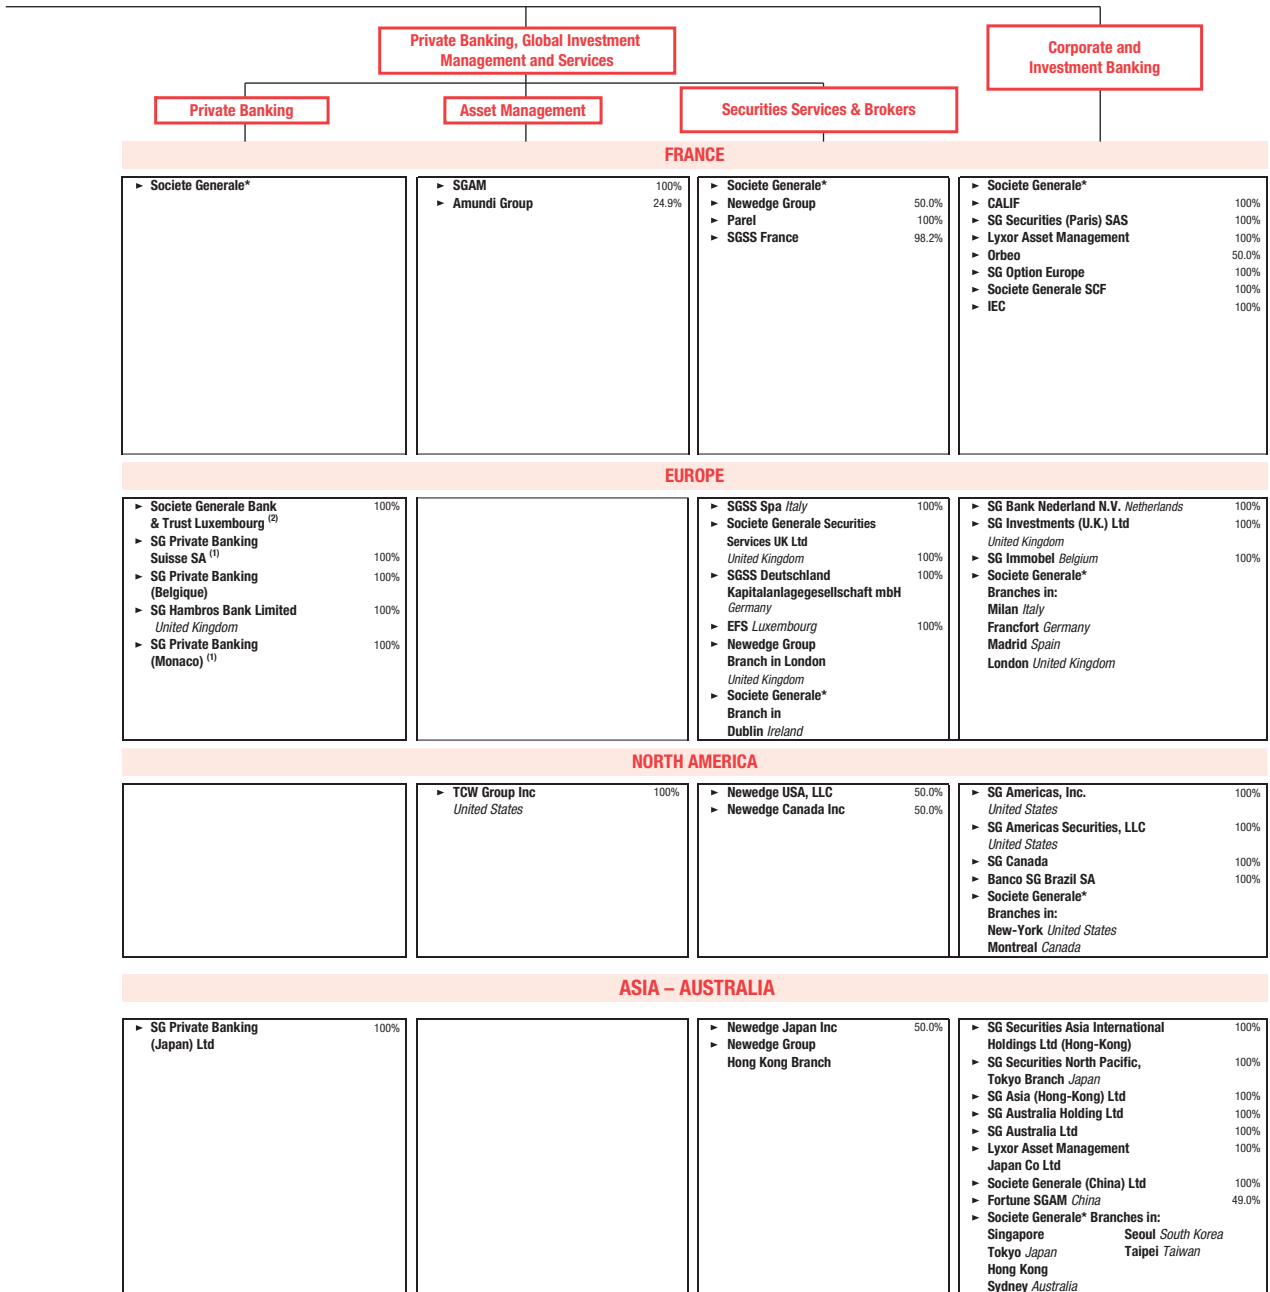 Private Banking, Global Investment
Management and Services
Corporate and
Investment Banking
Private Banking
Asset Management
Securities Services & Brokers
FRANCE
► Societe Generale*
► SGAM 100%
► Amundi Group 24.9%
► Societe Generale*
► Newedge Group 50.0%
► Parel 100%
► SGSS France 98.2%
► Societe Generale*
► CALIF 100%
► SG Securities (Paris) SAS 100%
► Lyxor Asset Management 100%
► Orbeo 50.0%
► SG Option Europe 100%
► Societe Generale SCF 100%
► IEC 100%
EUROPE
► Societe Generale Bank 100%
& Trust Luxembourg (2)
► SG Private Banking
Suisse SA (1) 100%
► SG Private Banking 100%
(Belgique)
► SG Hambros Bank Limited 100%
United Kingdom
► SG Private Banking 100%
(Monaco) (1)
► SGSS Spa Italy 100%
► Societe Generale Securities
Services UK Ltd
United Kingdom 100%
► SGSS Deutschland 100%
Kapitalanlagegesellschaft mbH
Germany
► EFS Luxembourg 100%
► Newedge Group
Branch in London
United Kingdom
► Societe Generale*
Branch in
Dublin Ireland
► SG Bank Nederland N.V. Netherlands 100%
► SG Investments (U.K.) Ltd 100%
United Kingdom
► SG Immobel Belgium 100%
► Societe Generale*
Branches in:
Milan Italy
Francfort Germany
Madrid Spain
London United Kingdom
NORTH AMERICA
► TCW Group Inc 100%
United States
► Newedge USA, LLC 50.0%
► Newedge Canada Inc 50.0%
► SG Americas, Inc. 100%
United States
► SG Americas Securities, LLC 100%
United States
► SG Canada 100%
► Banco SG Brazil SA 100%
► Societe Generale*
Branches in:
New-York United States
Montreal Canada
ASIA – AUSTRALIA
► SG Private Banking 100%
(Japan) Ltd
► Newedge Japan Inc 50.0%
► Newedge Group
Hong Kong Branch
► SG Securities Asia International 100%
Holdings Ltd (Hong-Kong)
► SG Securities North Pacific, 100%
Tokyo Branch Japan
► SG Asia (Hong-Kong) Ltd 100%
► SG Australia Holding Ltd 100%
► SG Australia Ltd 100%
► Lyxor Asset Management 100%
Japan Co Ltd
► Societe Generale (China) Ltd 100%
► Fortune SGAM China 49.0%
► Societe Generale* Branches in:
Singapore Seoul South Korea
Tokyo Japan Taipei Taiwan
Hong Kong
Sydney Australia